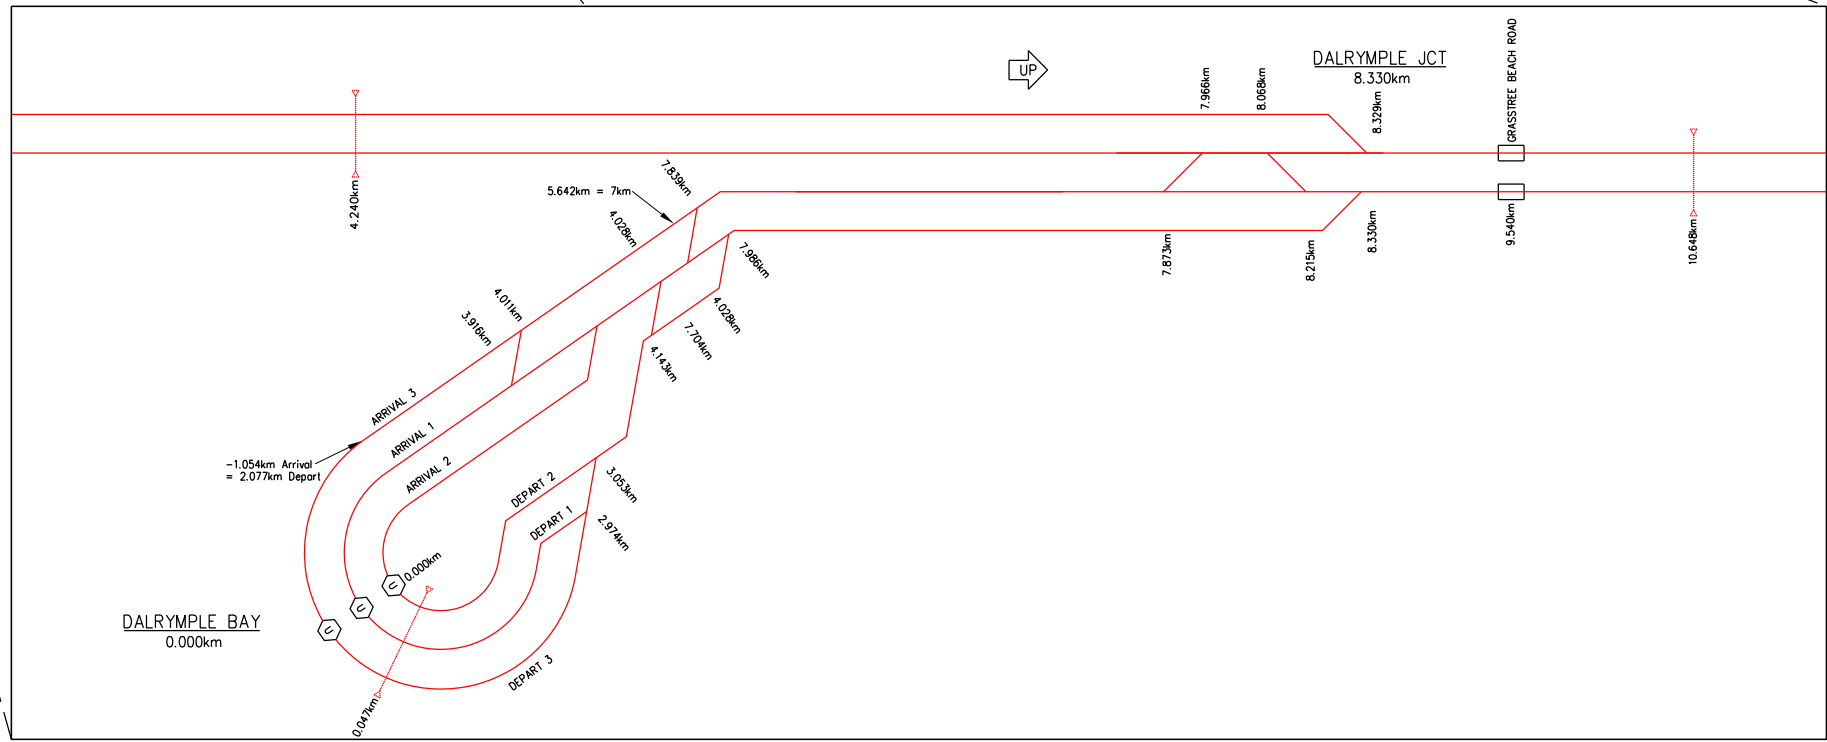 UP
DALRYMPLE JCT
8.330km
GRASSTREE BEACH ROAD
7.966km
8.068km
8.329km
4.240km
5.642km = 7km
7.839km
4.028km
7.986km
7.873km
8.215km
8.330km
9.540km
10.648km
4.011km
3.916km
4.028km
7.704km
4.143km
ARRIVAL 3
ARRIVAL 1
ARRIVAL 2
-1.054km Arrival
= 2.077km Depart
DEPART 2
3.053km
DEPART 1
2.974km
0.000km
U
U
U
DALRYMPLE BAY
0.000km
DEPART 3
0.047km